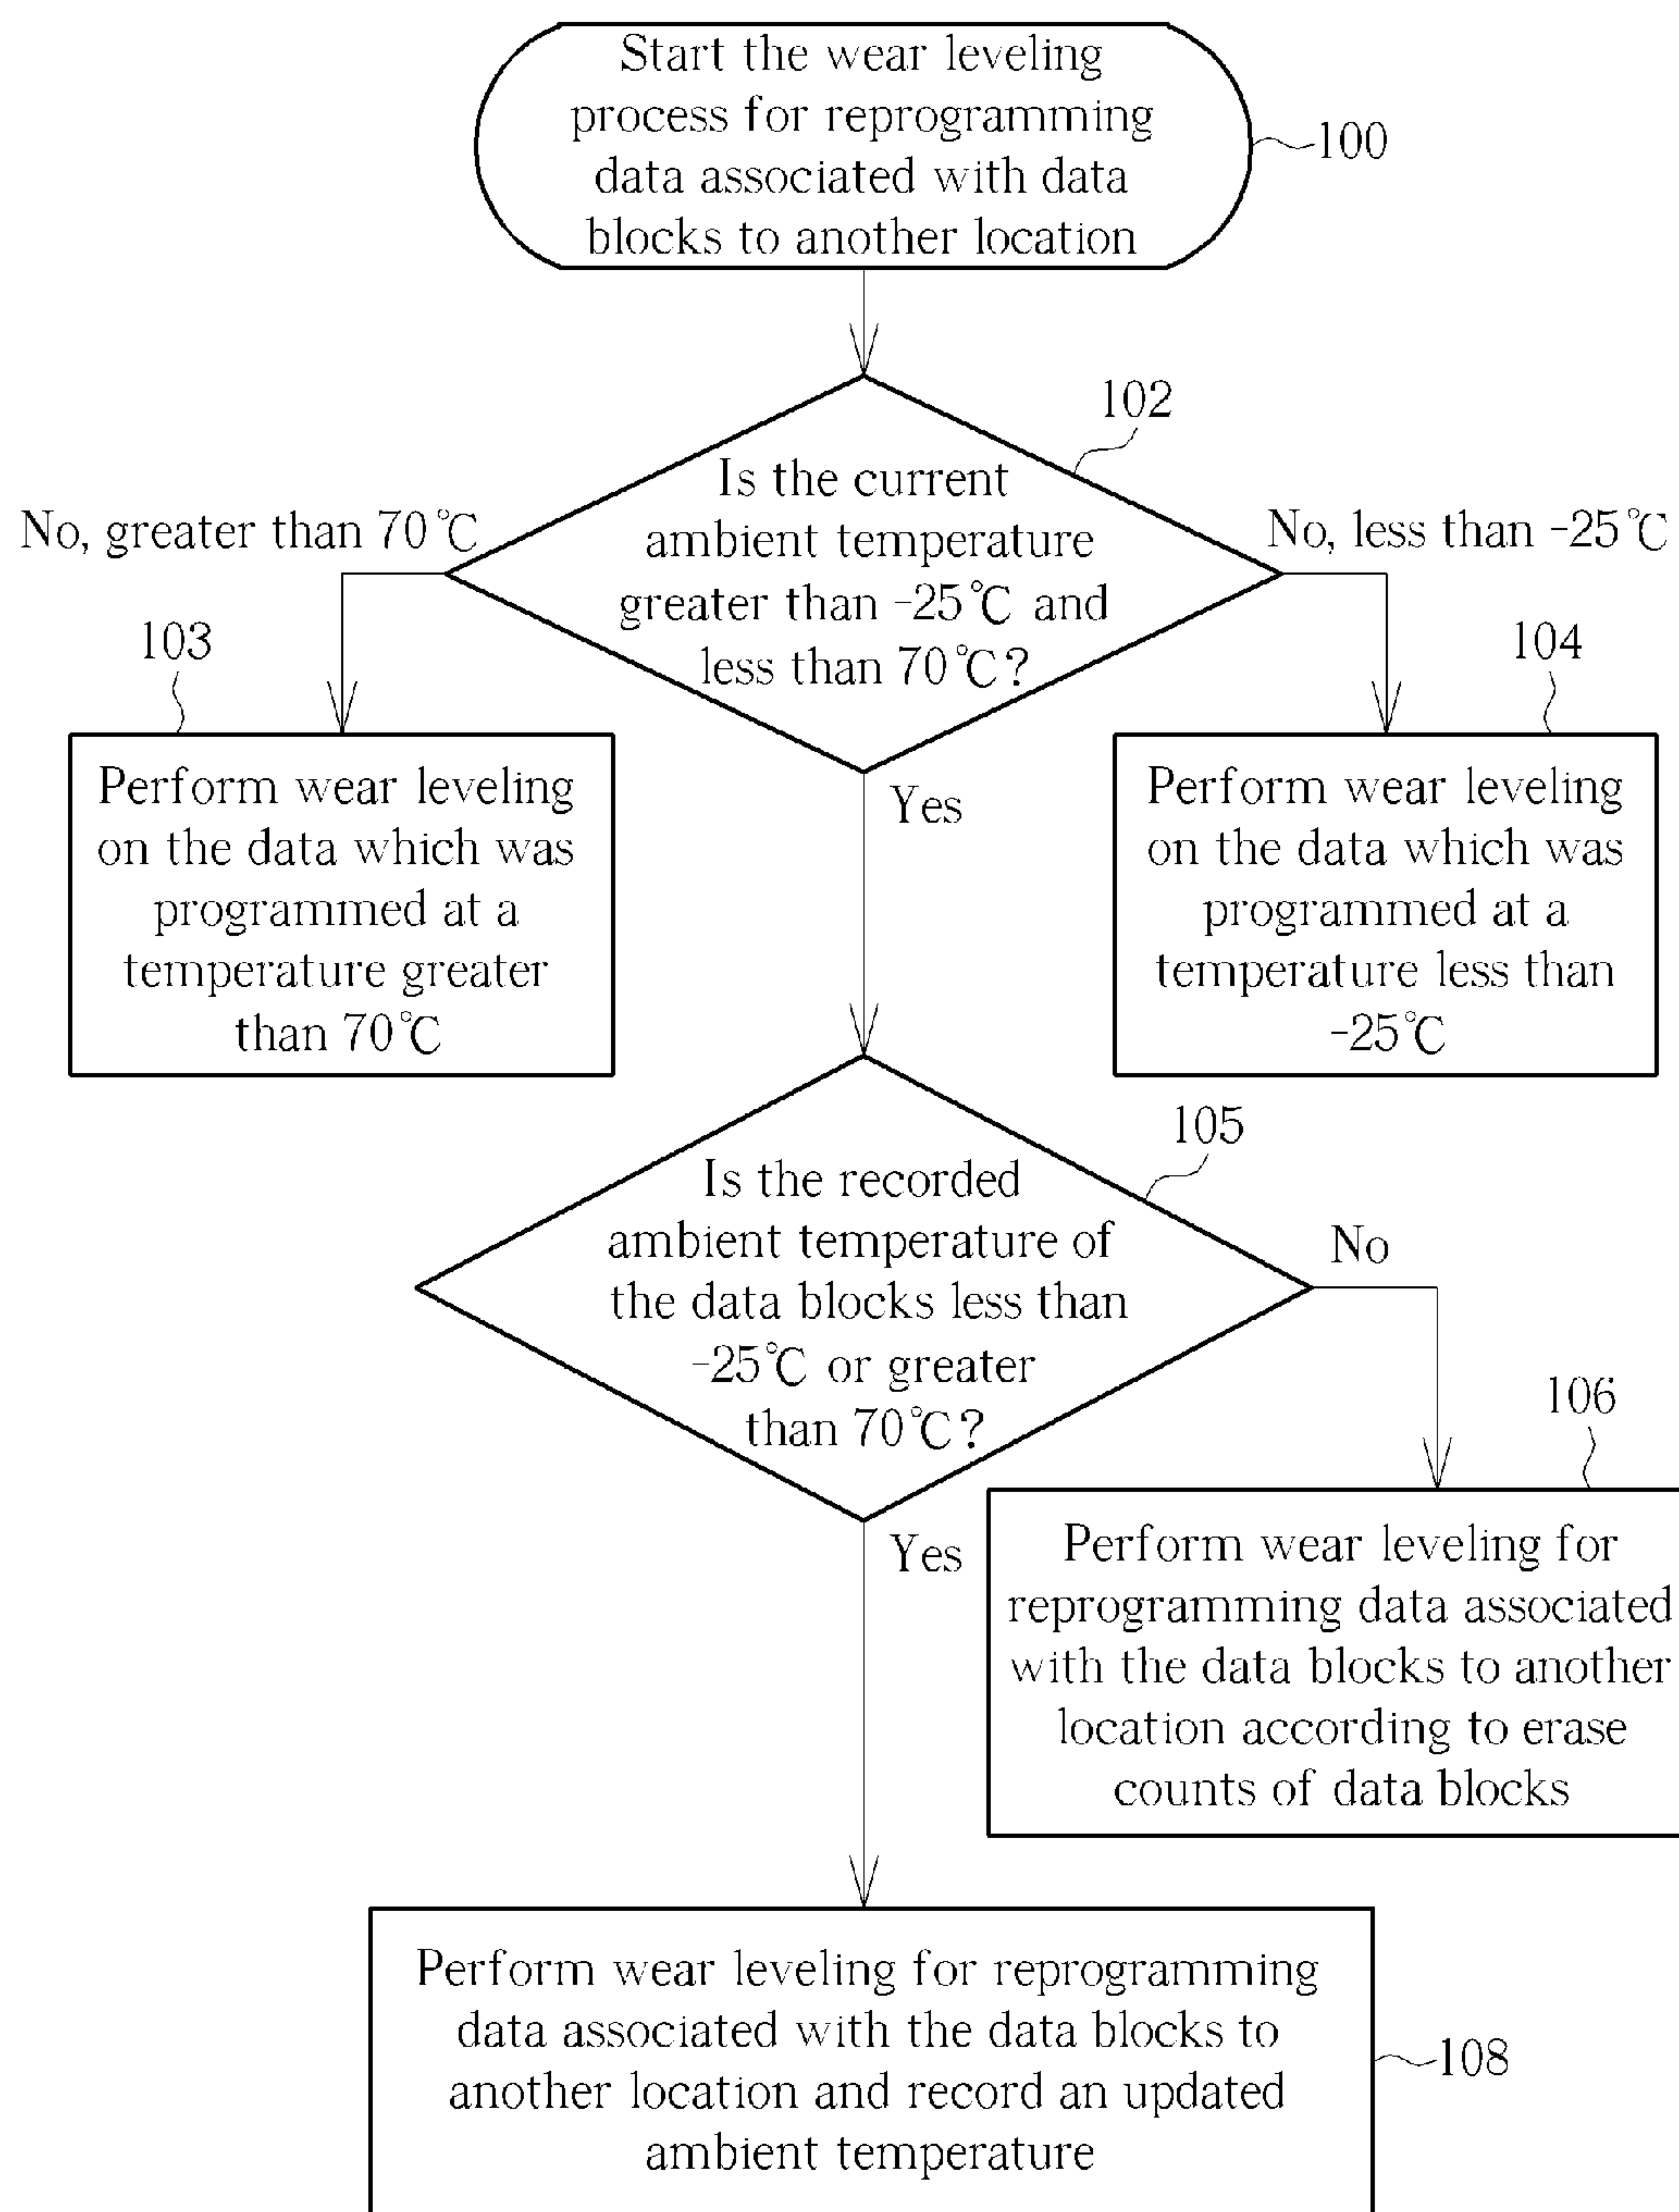 Start the wear leveling
process for reprogramming
data associated with data
blocks to another location
100
102
Is the current
ambient temperature
greater than -25℃ and
less than 70℃?
No, greater than 70℃
No, less than -25℃
103
104
Perform wear leveling
on the data which was
programmed at a
temperature greater
than 70℃
Perform wear leveling
on the data which was
programmed at a
temperature less than
-25℃
Yes
105
Is the recorded
ambient temperature of
the data blocks less than
-25℃ or greater
than 70℃?
No
106
Perform wear leveling for
reprogramming data associated
with the data blocks to another
location according to erase
counts of data blocks
Yes
Perform wear leveling for reprogramming
data associated with the data blocks to
another location and record an updated
ambient temperature
108